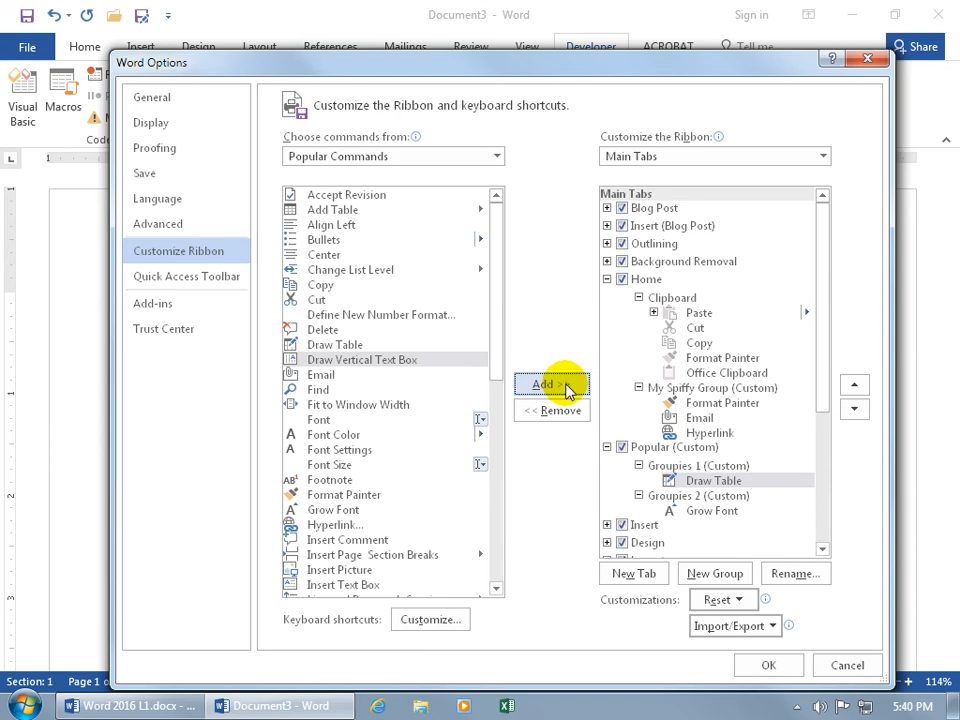 Document3 - Word
Sign in
File
Home
Insert
Design
Layout
References
Mailings
Review
View
Developer
ACROBAT
Tell me
Share
Visual Basic
Macros
Word Options
General
Display
Proofing
Save
Language
Advanced
Customize Ribbon
Quick Access Toolbar
Add-ins
Trust Center
Customize the Ribbon and keyboard shortcuts.
Choose commands from:
Popular Commands
Accept Revision
Add Table
Align Left
Bullets
Center
Change List Level
Copy
Cut
Define New Number Format...
Delete
Draw Table
Draw Vertical Text Box
Email
Find
Fit to Window Width
Font
Font Color
Font Settings
Font Size
Footnote
Format Painter
Grow Font
Hyperlink...
Insert Comment
Insert Page Section Breaks
Insert Picture
Insert Text Box
Keyboard shortcuts:
Customize...
Add >>
<< Remove
Customize the Ribbon:
Main Tabs
Main Tabs
Blog Post
Insert (Blog Post)
Outlining
Background Removal
Home
Clipboard
Paste
Cut
Copy
Format Painter
Office Clipboard
My Spiffy Group (Custom)
Format Painter
Email
Hyperlink
Popular (Custom)
Groupies 1 (Custom)
Draw Table
Groupies 2 (Custom)
Grow Font
Insert
Design
New Tab
New Group
Rename...
Customizations:
Reset
Import/Export
OK
Cancel
Section: 1
114%
Word 2016 L1.docx - ...
Document3 - Word
5:40 PM